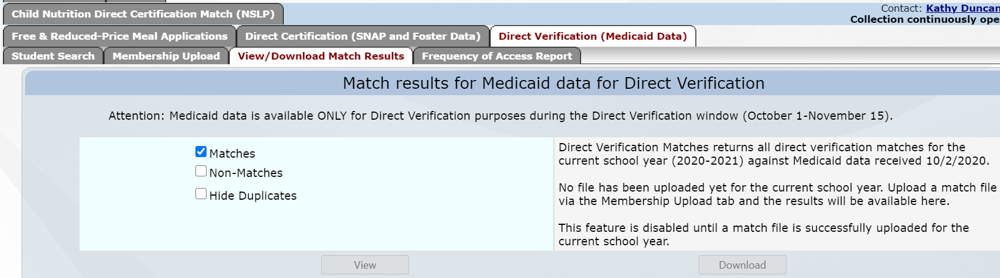 Child Nutrition Direct Certification Match (NSLP)
Contact: Kathy Duncan
Collection continuously ope
Free & Reduced-Price Meal Applications
Direct Certification (SNAP and Foster Data)
Direct Verification (Medicaid Data)
Student Search
Membership Upload
View/Download Match Results
Frequency of Access Report
Match results for Medicaid data for Direct Verification
Attention: Medicaid data is available ONLY for Direct Verification purposes during the Direct Verification window (October 1-November 15).
Matches
Non-Matches
Hide Duplicates
Direct Verification Matches returns all direct verification matches for the
current school year (2020-2021) against Medicaid data received 10/2/2020.
No file has been uploaded yet for the current school year. Upload a match file
via the Membership Upload tab and the results will be available here.
This feature is disabled until a match file is successfully uploaded for the
current school year.
View
Download